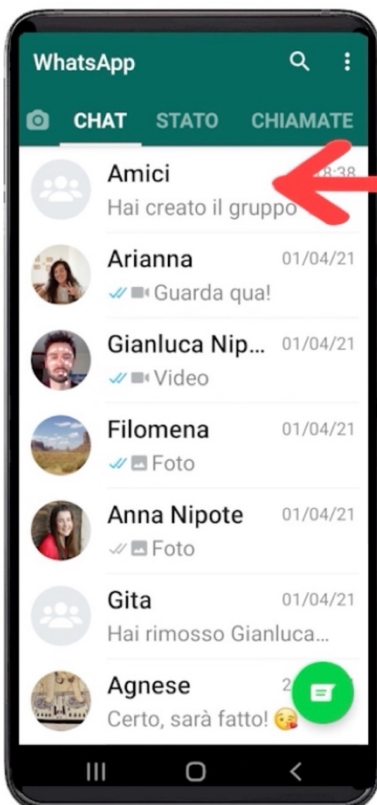 WhatsApp
CHAT STATO CHIAMATE
Amici 8:38
Hai creato il gruppo
Arianna 01/04/21
Guarda qua!
Gianluca Nip... 01/04/21
Video
Filomena 01/04/21
Foto
Anna Nipote 01/04/21
Foto
Gita 01/04/21
Hai rimosso Gianluca...
Agnese
Certo, sarà fatto! 😘